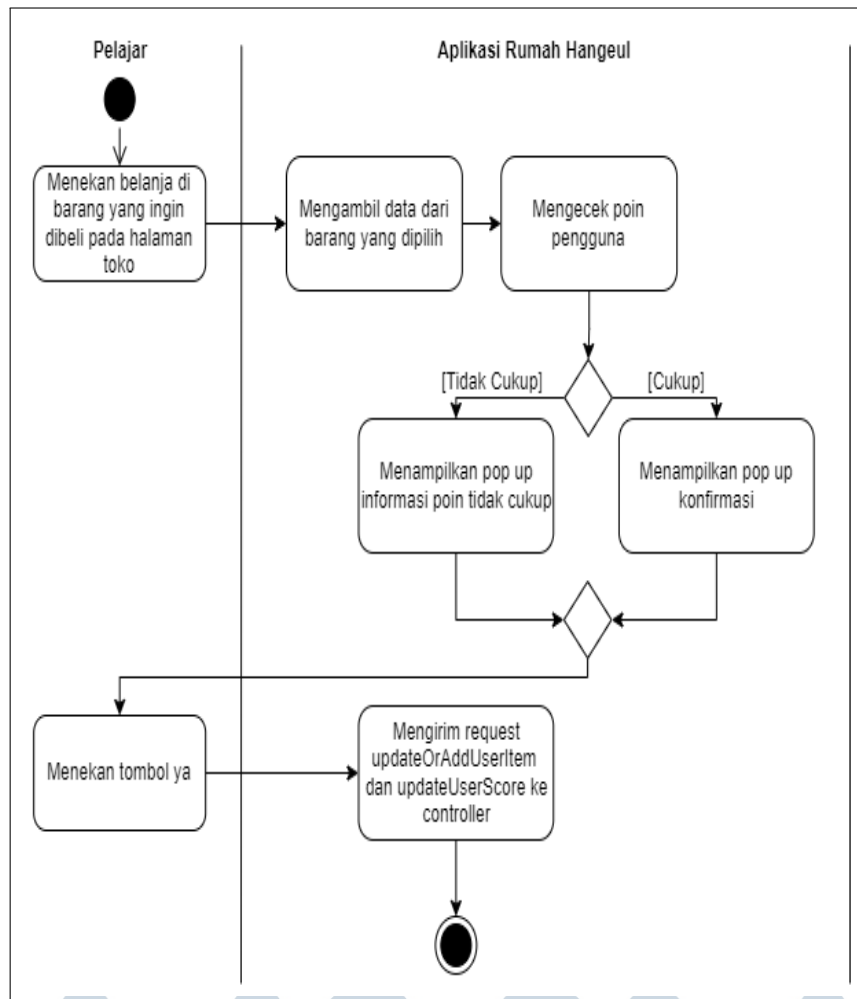 Pelajar
Aplikasi Rumah Hangeul
Menekan belanja di
barang yang ingin
dibeli pada halaman
toko
Mengambil data dari
barang yang dipilih
Mengecek poin
pengguna
[Tidak Cukup]
[Cukup]
Menampilkan pop up
informasi poin tidak cukup
Menampilkan pop up
konfirmasi
Menekan tombol ya
Mengirim request
updateOrAddUserItem
dan updateUserScore ke
controller